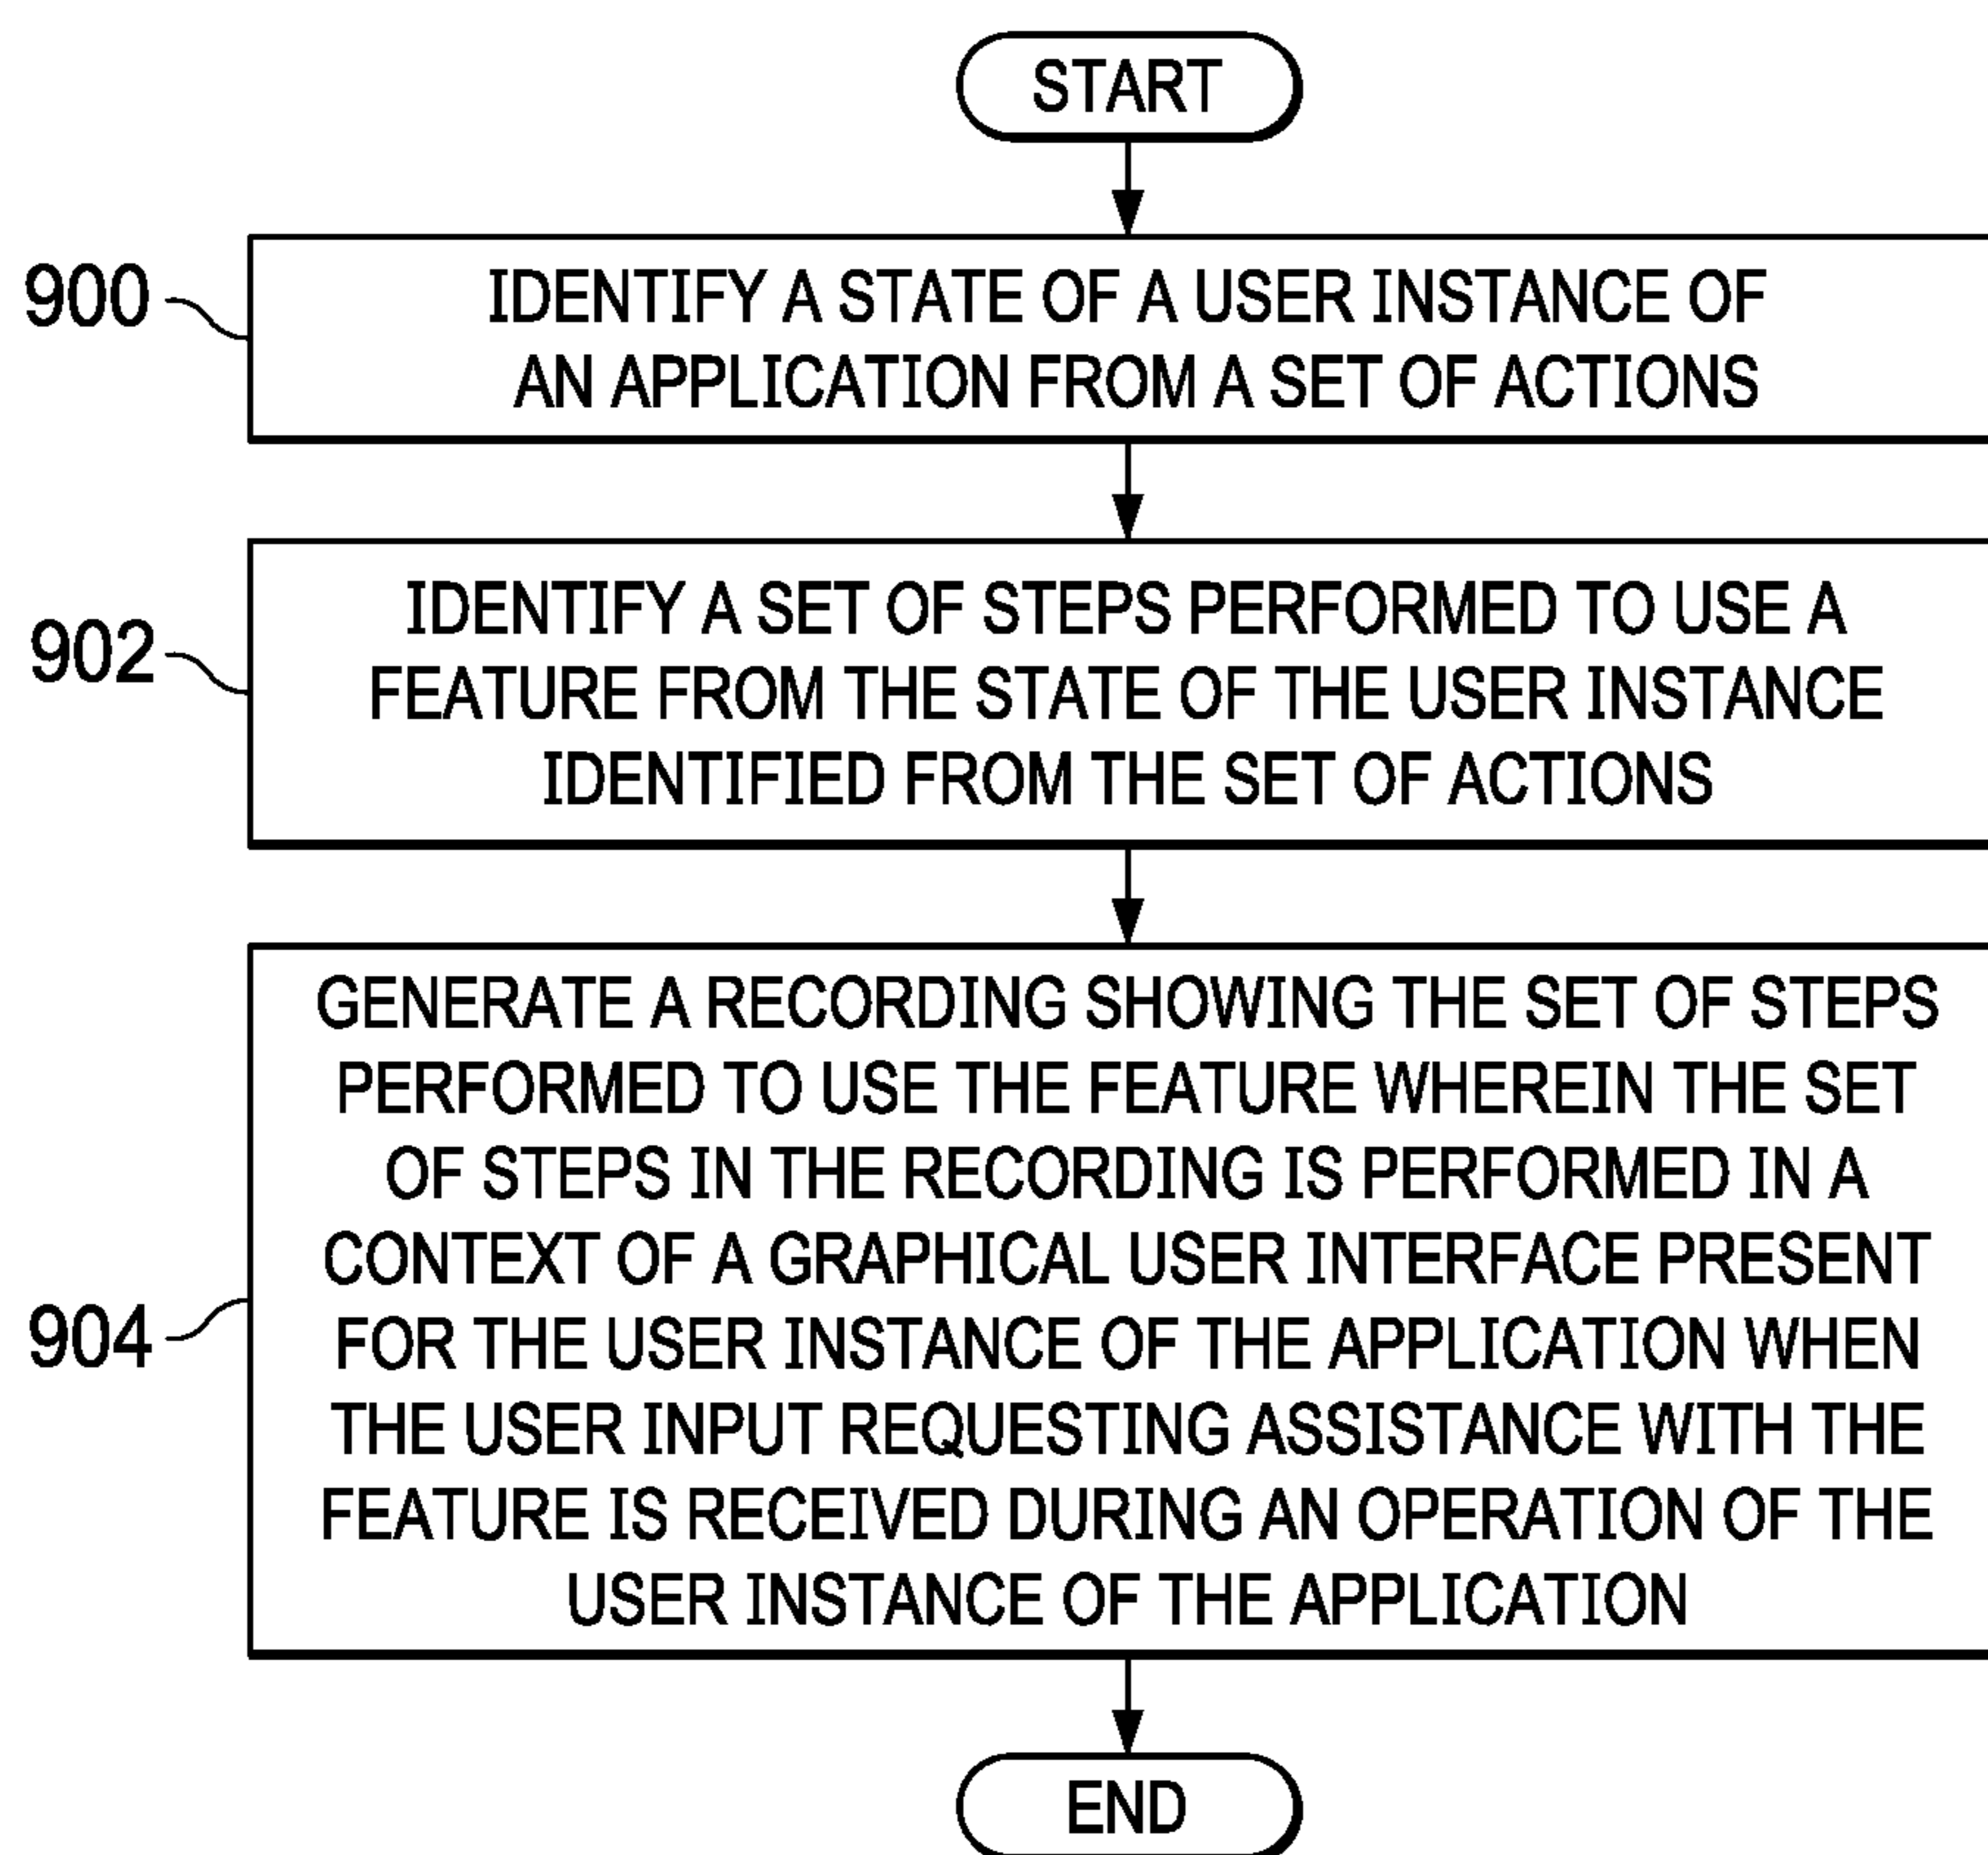 START
900
IDENTIFY A STATE OF A USER INSTANCE OF
AN APPLICATION FROM A SET OF ACTIONS
902
IDENTIFY A SET OF STEPS PERFORMED TO USE A
FEATURE FROM THE STATE OF THE USER INSTANCE
IDENTIFIED FROM THE SET OF ACTIONS
904
GENERATE A RECORDING SHOWING THE SET OF STEPS
PERFORMED TO USE THE FEATURE WHEREIN THE SET
OF STEPS IN THE RECORDING IS PERFORMED IN A
CONTEXT OF A GRAPHICAL USER INTERFACE PRESENT
FOR THE USER INSTANCE OF THE APPLICATION WHEN
THE USER INPUT REQUESTING ASSISTANCE WITH THE
FEATURE IS RECEIVED DURING AN OPERATION OF THE
USER INSTANCE OF THE APPLICATION
END